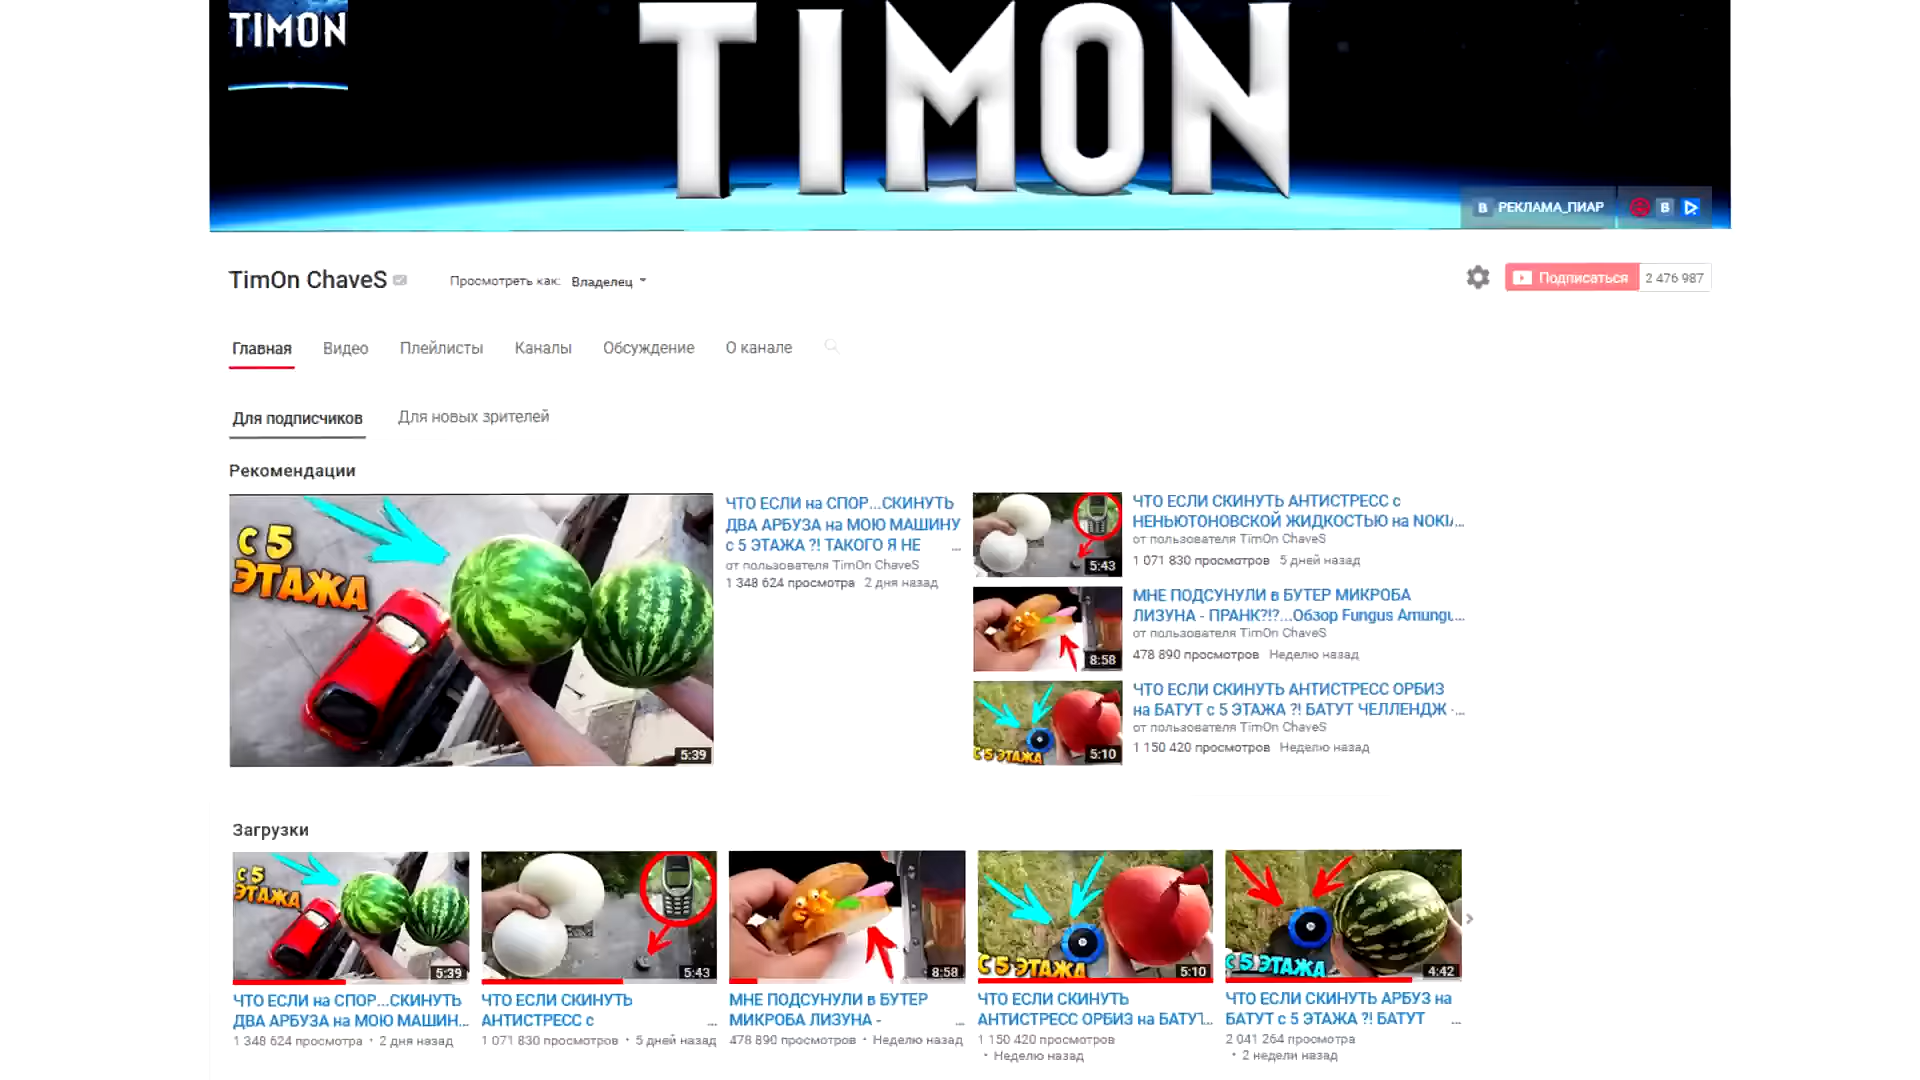 TIMON
TIMON
В РЕКЛАМА_ПИАР
В
TimOn ChaveS
Просмотреть как: Владелец
Подписаться 2 476 987
Главная Видео Плейлисты Каналы Обсуждение О канале
Для подписчиков Для новых зрителей
Рекомендации
С 5
ЭТАЖА
5:39
ЧТО ЕСЛИ на СПОР...СКИНУТЬ
ДВА АРБУЗА на МОЮ МАШИНУ
с 5 ЭТАЖА ?! ТАКОГО Я НЕ ...
от пользователя TimOn ChaveS
1 348 624 просмотра 2 дня назад
5:43
ЧТО ЕСЛИ СКИНУТЬ АНТИСТРЕСС с
НЕНЬЮТОНОВСКОЙ ЖИДКОСТЬЮ на NOKI...
от пользователя TimOn ChaveS
1 071 830 просмотров 5 дней назад
8:58
МНЕ ПОДСУНУЛИ в БУТЕР МИКРОБА
ЛИЗУНА - ПРАНК?!?...Обзор Fungus Amungu...
от пользователя TimOn ChaveS
478 890 просмотров Неделю назад
С 5 ЭТАЖА
5:10
ЧТО ЕСЛИ СКИНУТЬ АНТИСТРЕСС ОРБИЗ
на БАТУТ с 5 ЭТАЖА ?! БАТУТ ЧЕЛЛЕНДЖ -...
от пользователя TimOn ChaveS
1 150 420 просмотров Неделю назад
Загрузки
С 5
ЭТАЖА
5:39
ЧТО ЕСЛИ на СПОР...СКИНУТЬ
ДВА АРБУЗА на МОЮ МАШИН...
1 348 624 просмотра • 2 дня назад
5:43
ЧТО ЕСЛИ СКИНУТЬ
АНТИСТРЕСС с ...
1 071 830 просмотров • 5 дней назад
8:58
МНЕ ПОДСУНУЛИ в БУТЕР
МИКРОБА ЛИЗУНА - ...
478 890 просмотров • Неделю назад
С 5 ЭТАЖА
5:10
ЧТО ЕСЛИ СКИНУТЬ
АНТИСТРЕСС ОРБИЗ на БАТУТ...
1 150 420 просмотров
• Неделю назад
С 5 ЭТАЖА
4:42
ЧТО ЕСЛИ СКИНУТЬ АРБУЗ на
БАТУТ с 5 ЭТАЖА ?! БАТУТ ...
2 041 264 просмотра
• 2 недели назад